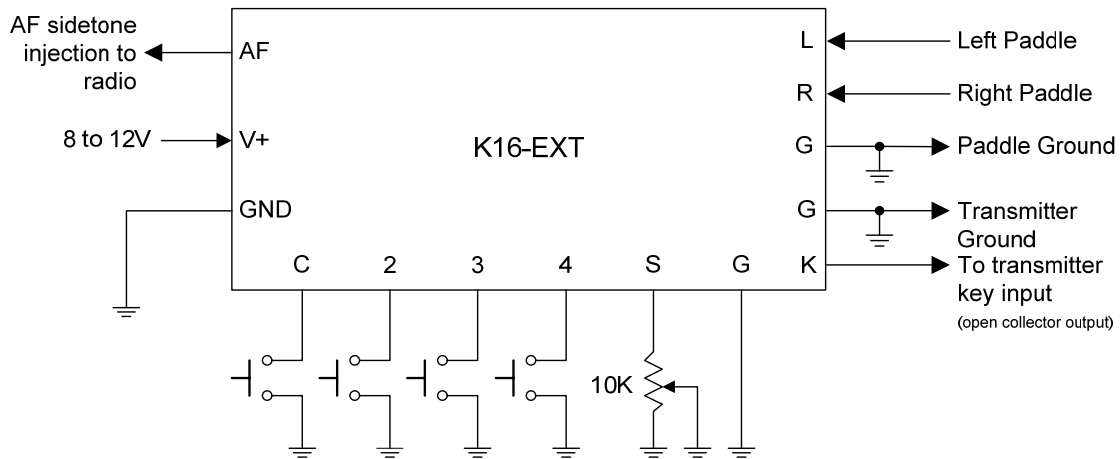 AF sidetone
injection to
radio
8 to 12V
AF
V+
GND
K16-EXT
L
R
G
G
K
Left Paddle
Right Paddle
Paddle Ground
Transmitter
Ground
To transmitter
key input
(open collector output)
C 2 3 4 S G
10K